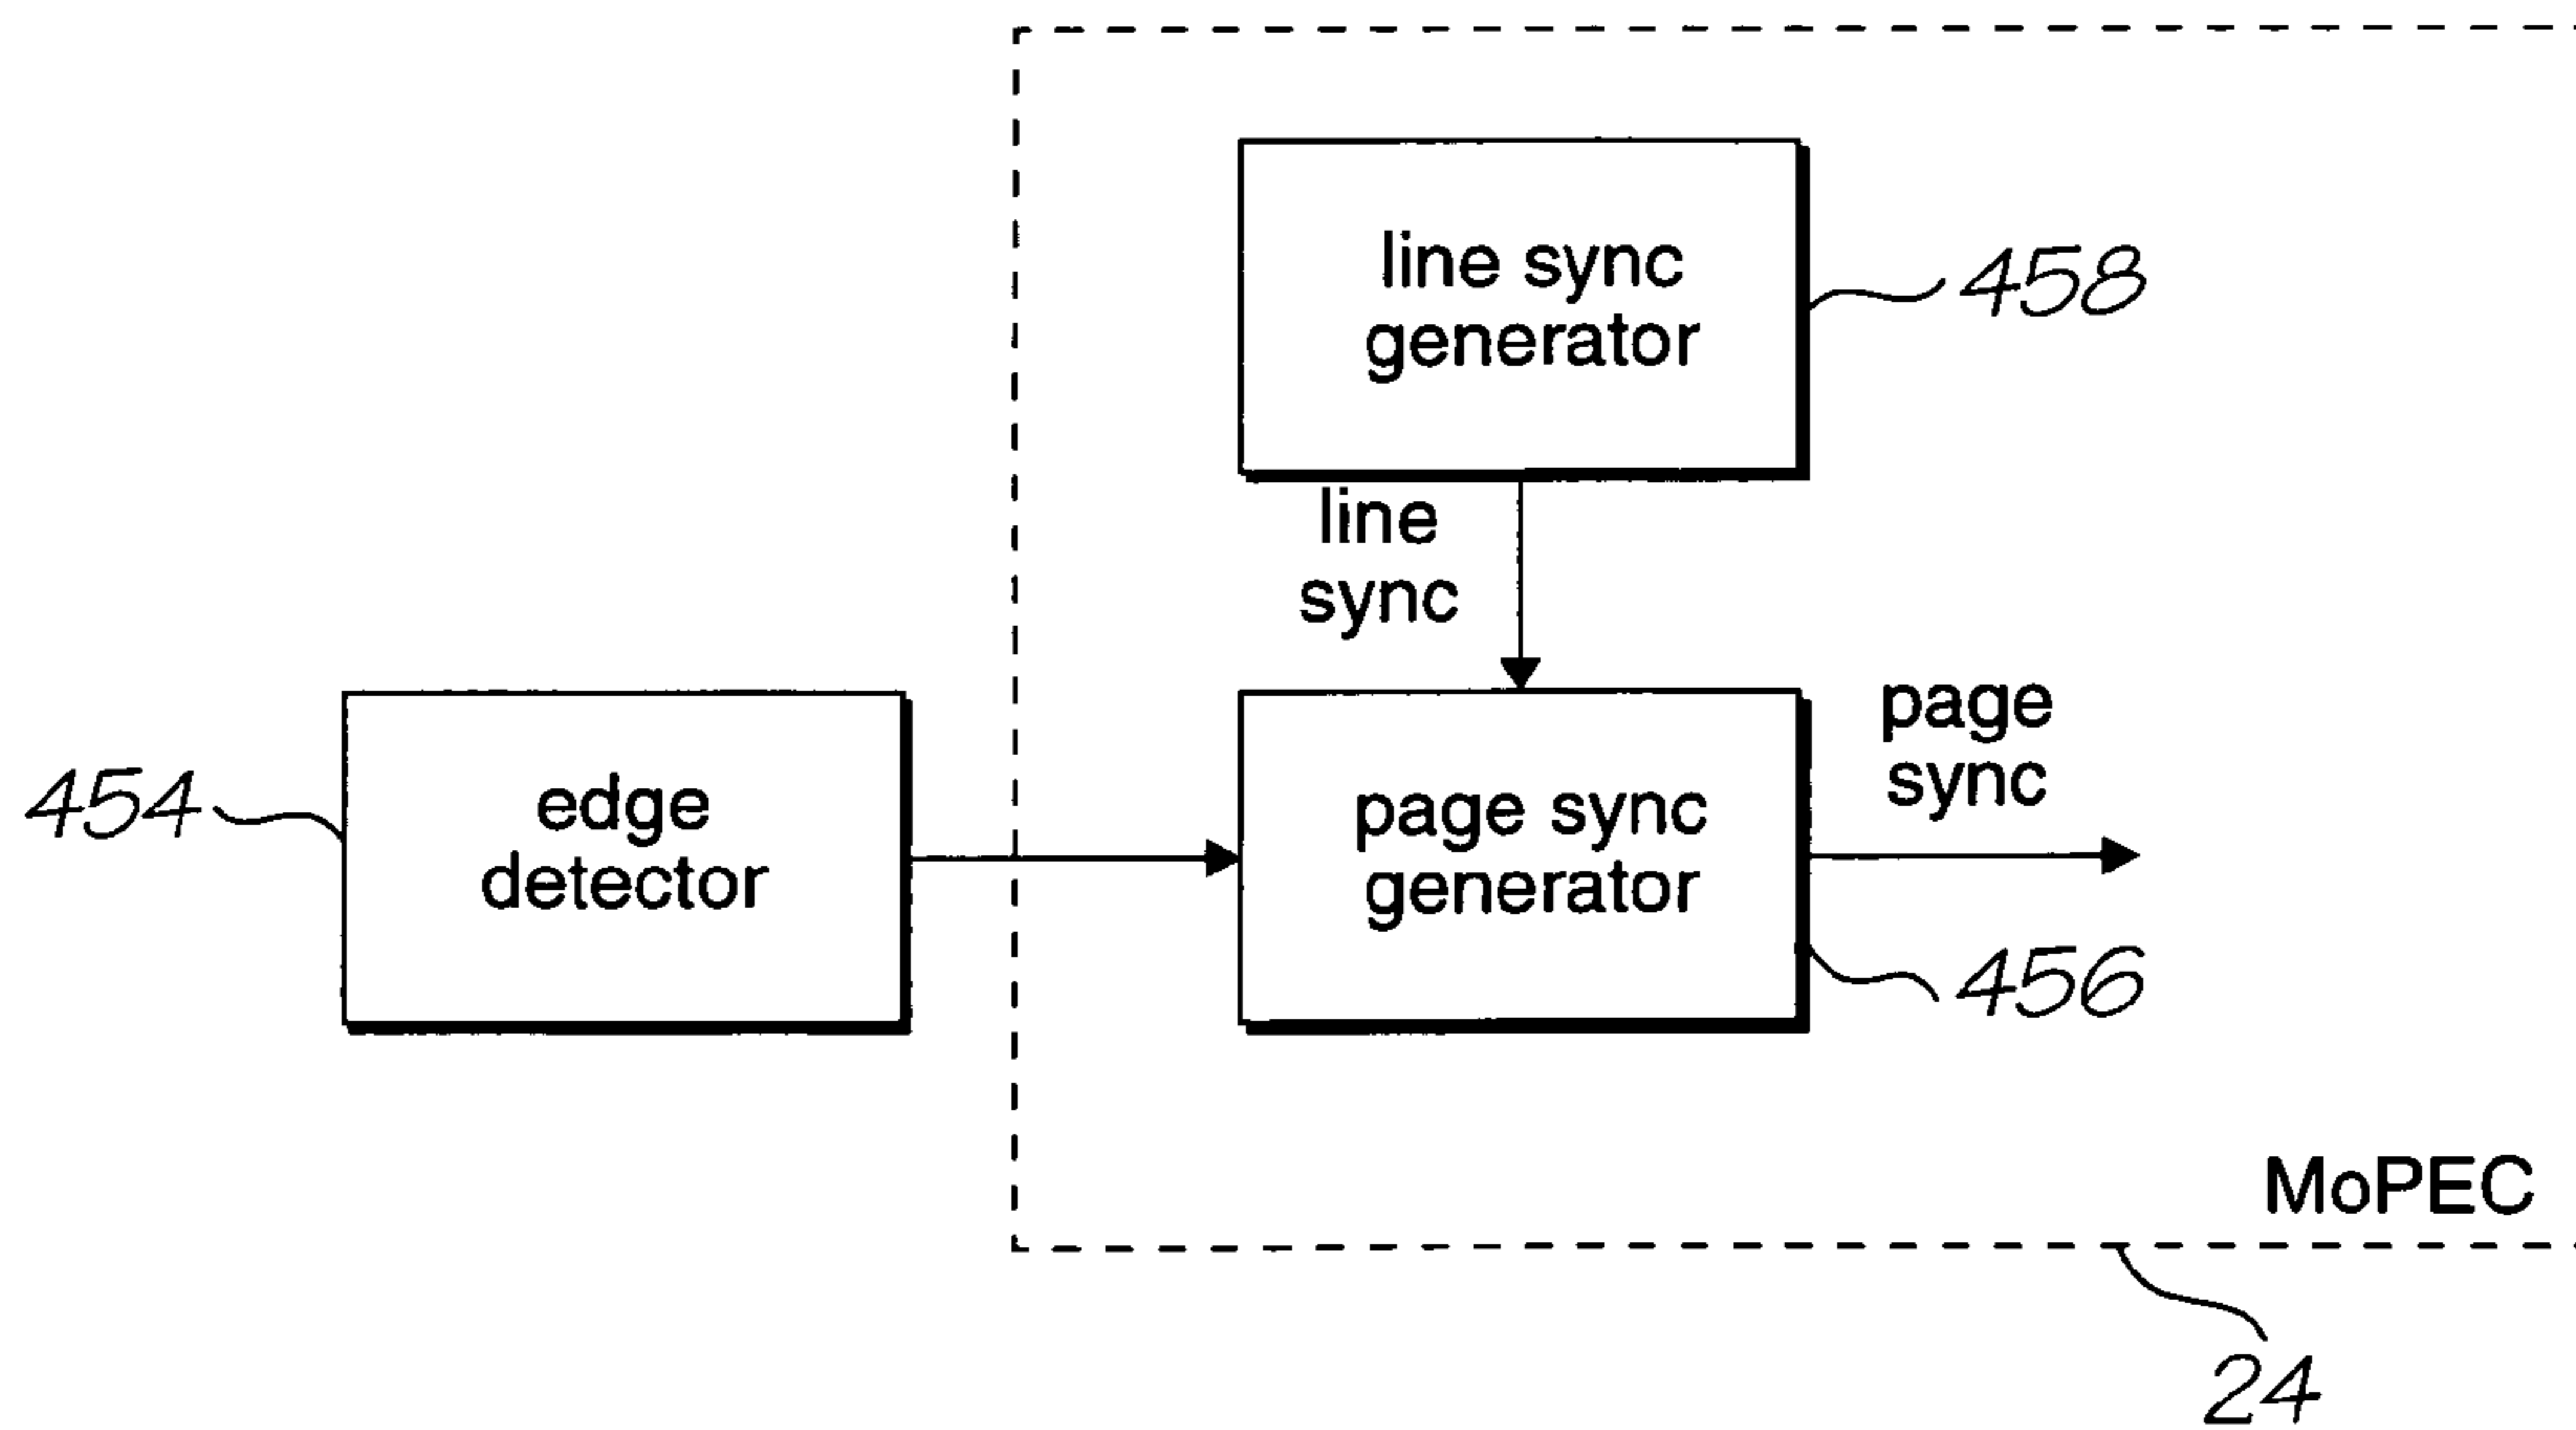 line sync
generator
458
line
sync
454
edge
detector
page sync
generator
page
sync
456
MoPEC
24